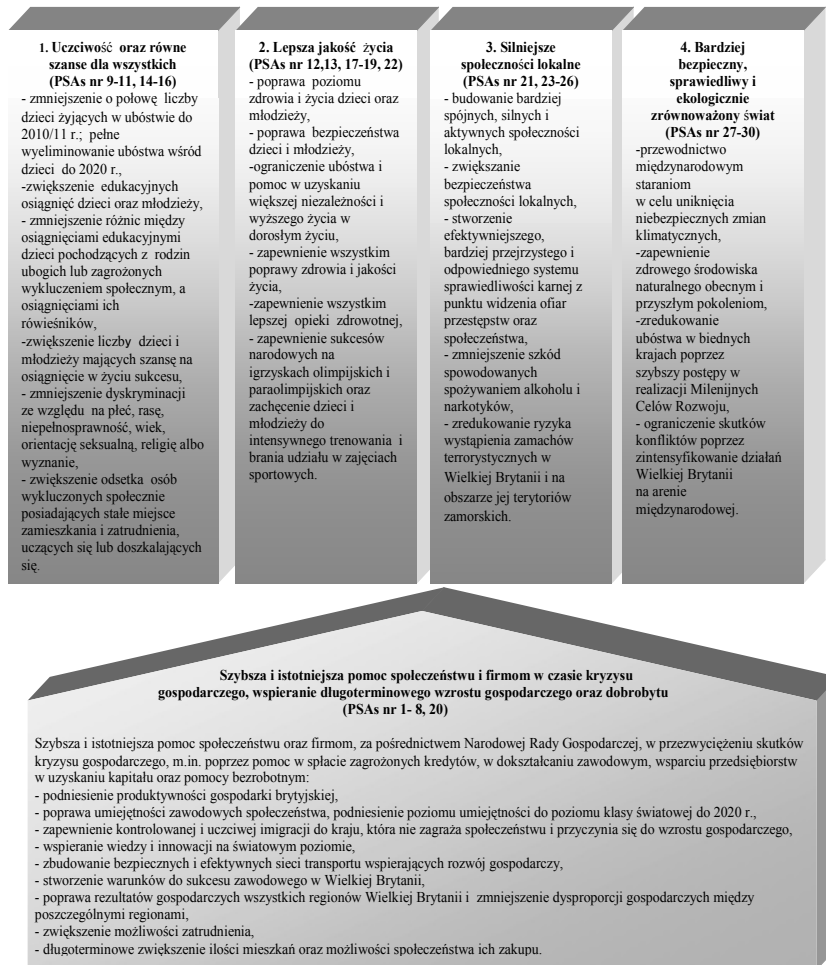 1. Uczciwość oraz równe
szanse dla wszystkich
(PSAs nr 9-11, 14-16)
- zmniejszenie o połowę liczby
dzieci żyjących w ubóstwie do
2010/11 r.; pełne
wyeliminowanie ubóstwa wśród
dzieci do 2020 r.,
-zwiększenie edukacyjnych
osiągnięć dzieci oraz młodzieży,
- zmniejszenie różnic między
osiągnięciami edukacyjnymi
dzieci pochodzących z rodzin
ubogich lub zagrożonych
wykluczeniem społecznym, a
osiągnięciami ich
rówieśników,
-zwiększenie liczby dzieci i
młodzieży mających szansę na
osiągnięcie w życiu sukcesu,
- zmniejszenie dyskryminacji
ze względu na płeć, rasę,
niepełnosprawność, wiek,
orientację seksualną, religię albo
wyznanie,
- zwiększenie odsetka osób
wykluczonych społecznie
posiadających stałe miejsce
zamieszkania i zatrudnienia,
uczących się lub doszkalających
się.
2. Lepsza jakość życia
(PSAs nr 12,13, 17-19, 22)
- poprawa poziomu
zdrowia i życia dzieci oraz
młodzieży,
- poprawa bezpieczeństwa
dzieci i młodzieży,
-ograniczenie ubóstwa i
pomoc w uzyskaniu
większej niezależności i
wyższego życia w
dorosłym życiu,
- zapewnienie wszystkim
poprawy zdrowia i jakości
życia,
-zapewnienie wszystkim
lepszej opieki zdrowotnej,
- zapewnienie sukcesów
narodowych na
igrzyskach olimpijskich i
paraolimpijskich oraz
zachęcenie dzieci i
młodzieży do
intensywnego trenowania i
brania udziału w zajęciach
sportowych.
3. Silniejsze
społeczności lokalne
(PSAs nr 21, 23-26)
- budowanie bardziej
spójnych, silnych i
aktywnych społeczności
lokalnych,
- zwiększanie
bezpieczeństwa
społeczności lokalnych,
- stworzenie
efektywniejszego,
bardziej przejrzystego i
odpowiedniego systemu
sprawiedliwości karnej z
punktu widzenia ofiar
przestępstw oraz
społeczeństwa,
- zmniejszenie szkód
spowodowanych
spożywaniem alkoholu i
narkotyków,
- zredukowanie ryzyka
wystąpienia zamachów
terrorystycznych w
Wielkiej Brytanii i na
obszarze jej terytoriów
zamorskich.
4. Bardziej
bezpieczny,
sprawiedliwy i
ekologicznie
zrównoważony świat
(PSAs nr 27-30)
-przewodnictwo
międzynarodowym
staraniom
w celu uniknięcia
niebezpiecznych zmian
klimatycznych,
-zapewnienie
zdrowego środowiska
naturalnego obecnym i
przyszłym pokoleniom,
-zredukowanie
ubóstwa w biednych
krajach poprzez
szybszy postępy w
realizacji Milenijnych
Celów Rozwoju,
- ograniczenie skutków
konfliktów poprzez
zintensyfikowanie działań
Wielkiej Brytanii
na arenie
międzynarodowej.
Szybsza i istotniejsza pomoc społeczeństwu i firmom w czasie kryzysu
gospodarczego, wspieranie długoterminowego wzrostu gospodarczego oraz dobrobytu
(PSAs nr 1- 8, 20)
Szybsza i istotniejsza pomoc społeczeństwu oraz firmom, za pośrednictwem Narodowej Rady Gospodarczej, w przezwyciężeniu skutków
kryzysu gospodarczego, m.in. poprzez pomoc w spłacie zagrożonych kredytów, w dokształcaniu zawodowym, wsparciu przedsiębiorstw
w uzyskaniu kapitału oraz pomocy bezrobotnym:
- podniesienie produktywności gospodarki brytyjskiej,
- poprawa umiejętności zawodowych społeczeństwa, podniesienie poziomu umiejętności do poziomu klasy światowej do 2020 r.,
- zapewnienie kontrolowanej i uczciwej imigracji do kraju, która nie zagraża społeczeństwu i przyczynia się do wzrostu gospodarczego,
- wspieranie wiedzy i innowacji na światowym poziomie,
- zbudowanie bezpiecznych i efektywnych sieci transportu wspierających rozwój gospodarczy,
- stworzenie warunków do sukcesu zawodowego w Wielkiej Brytanii,
- poprawa rezultatów gospodarczych wszystkich regionów Wielkiej Brytanii i zmniejszenie dysproporcji gospodarczych między
poszczególnymi regionami,
- zwiększenie możliwości zatrudnienia,
- długoterminowe zwiększenie ilości mieszkań oraz możliwości społeczeństwa ich zakupu.